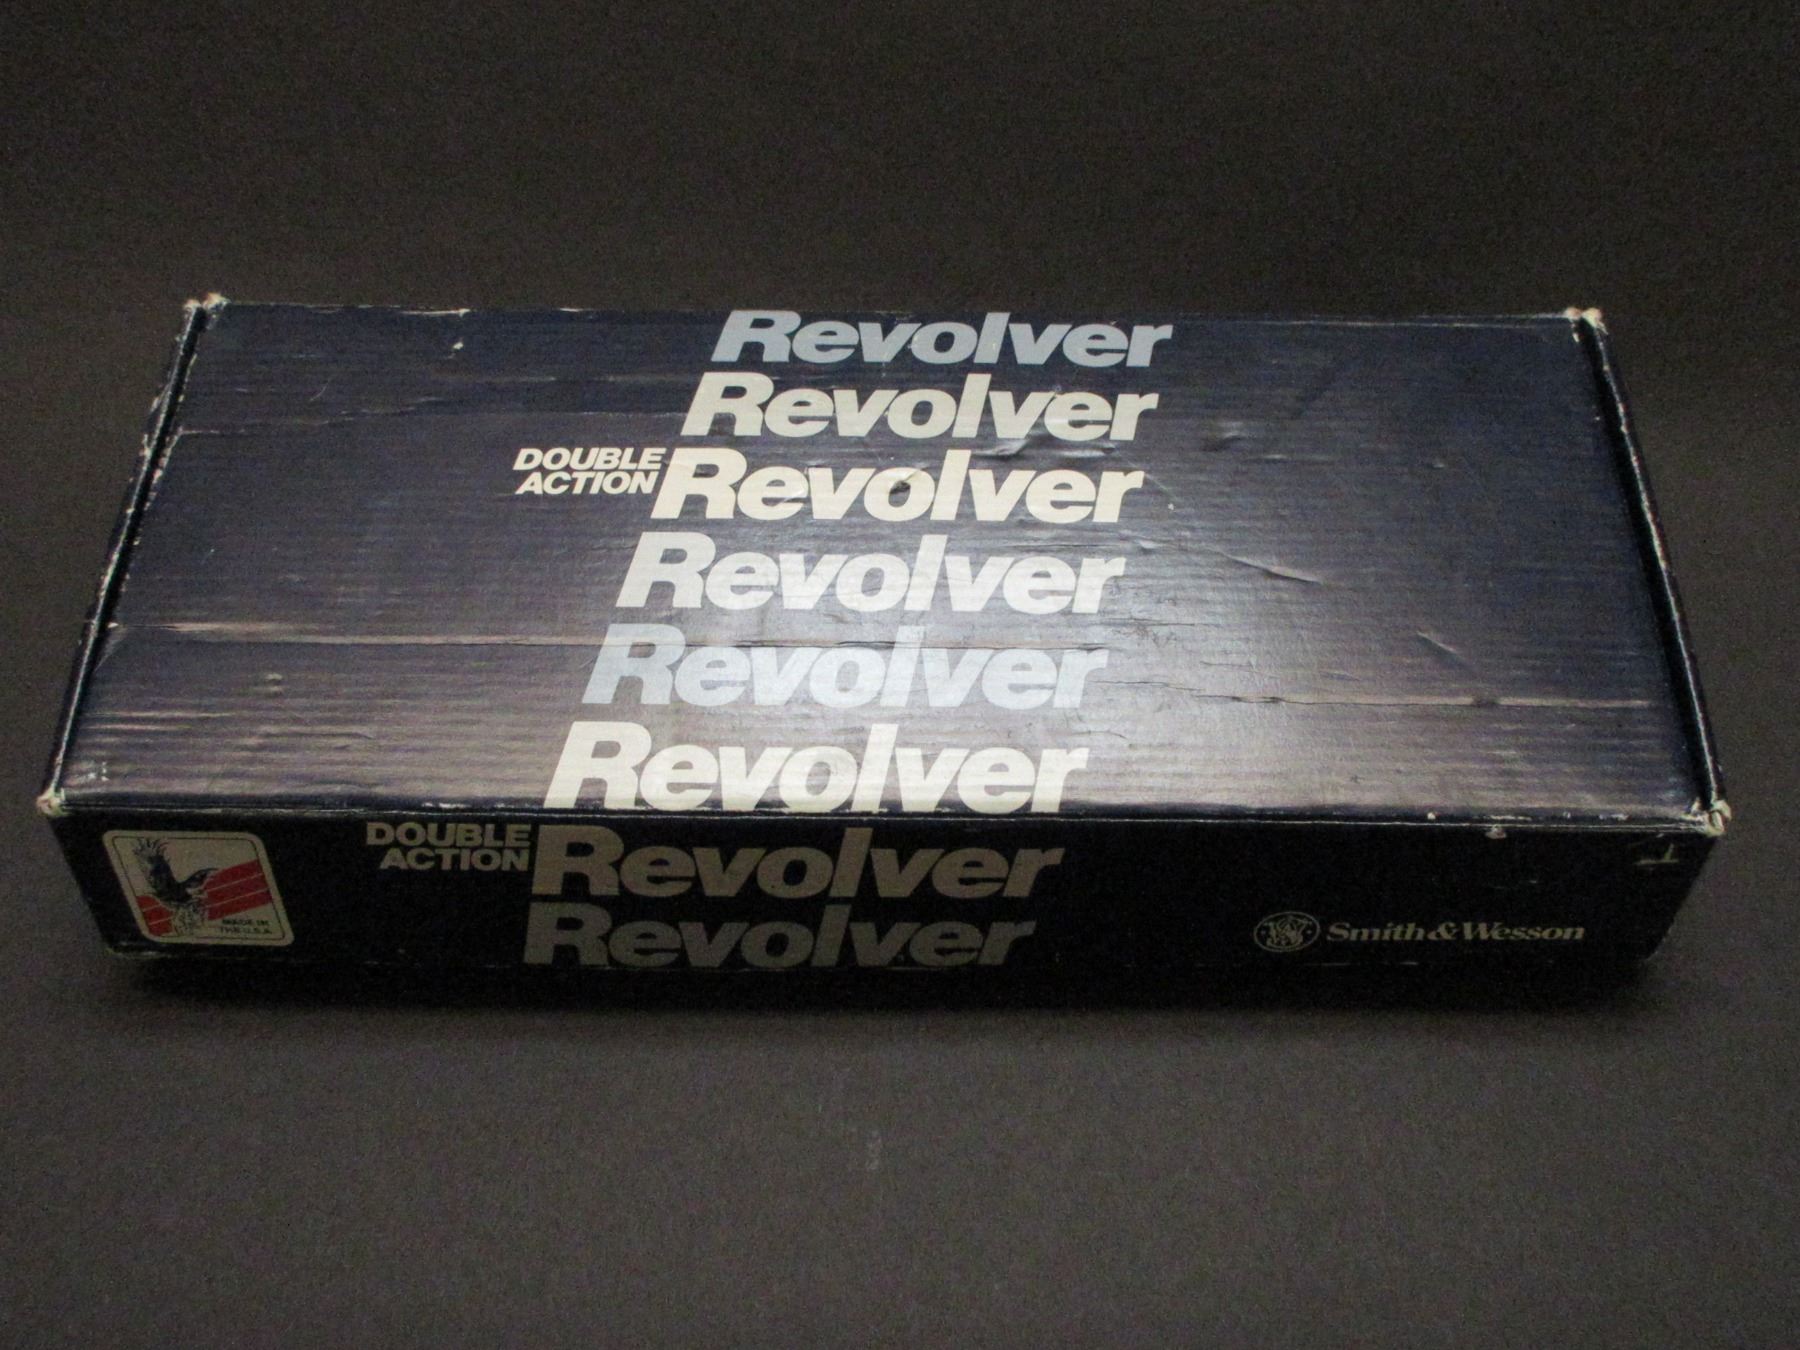 Revolver
Revolver
DOUBLE
ACTION
Revolver
Revolver
Revolver
Revolver
DOUBLE
ACTION
Revolver
Revolver
MADE IN
THE U.S.A.
Smith & Wesson